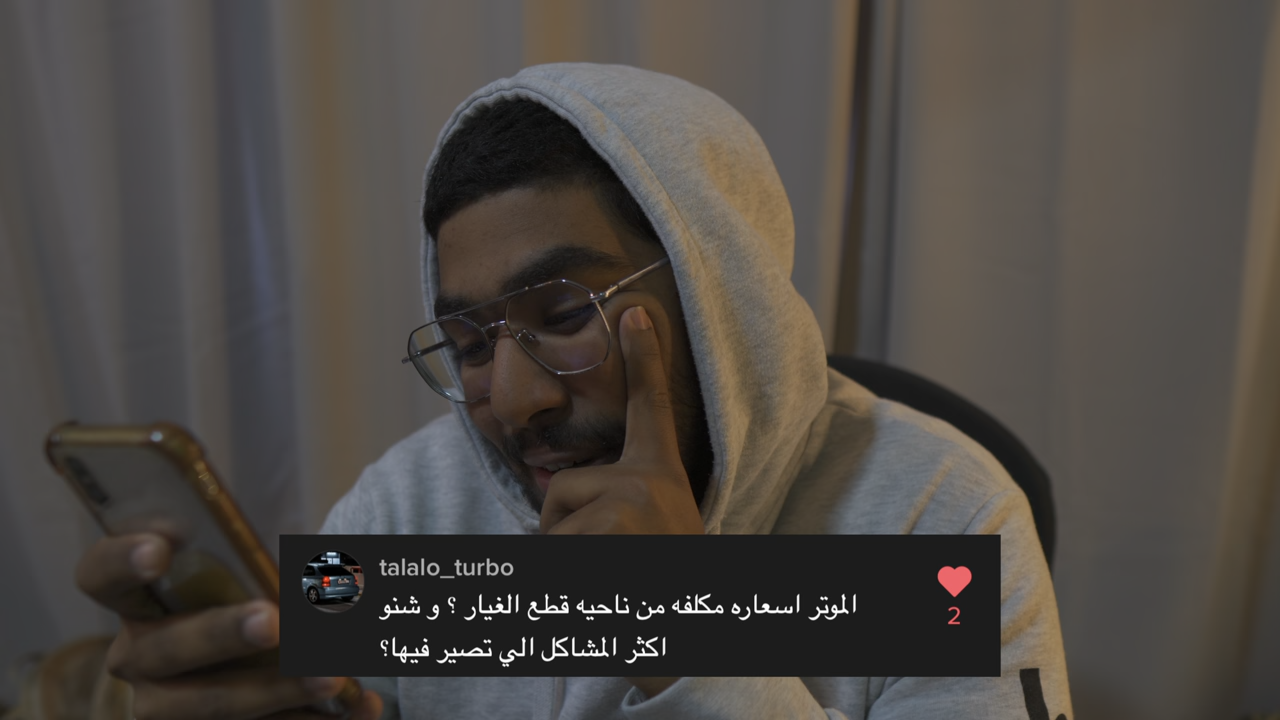 talalo_turbo
الموتر اسعاره مكلفه من ناحيه قطع الغيار ؟ و شنو
اكثر المشاكل الي تصير فيها؟
2